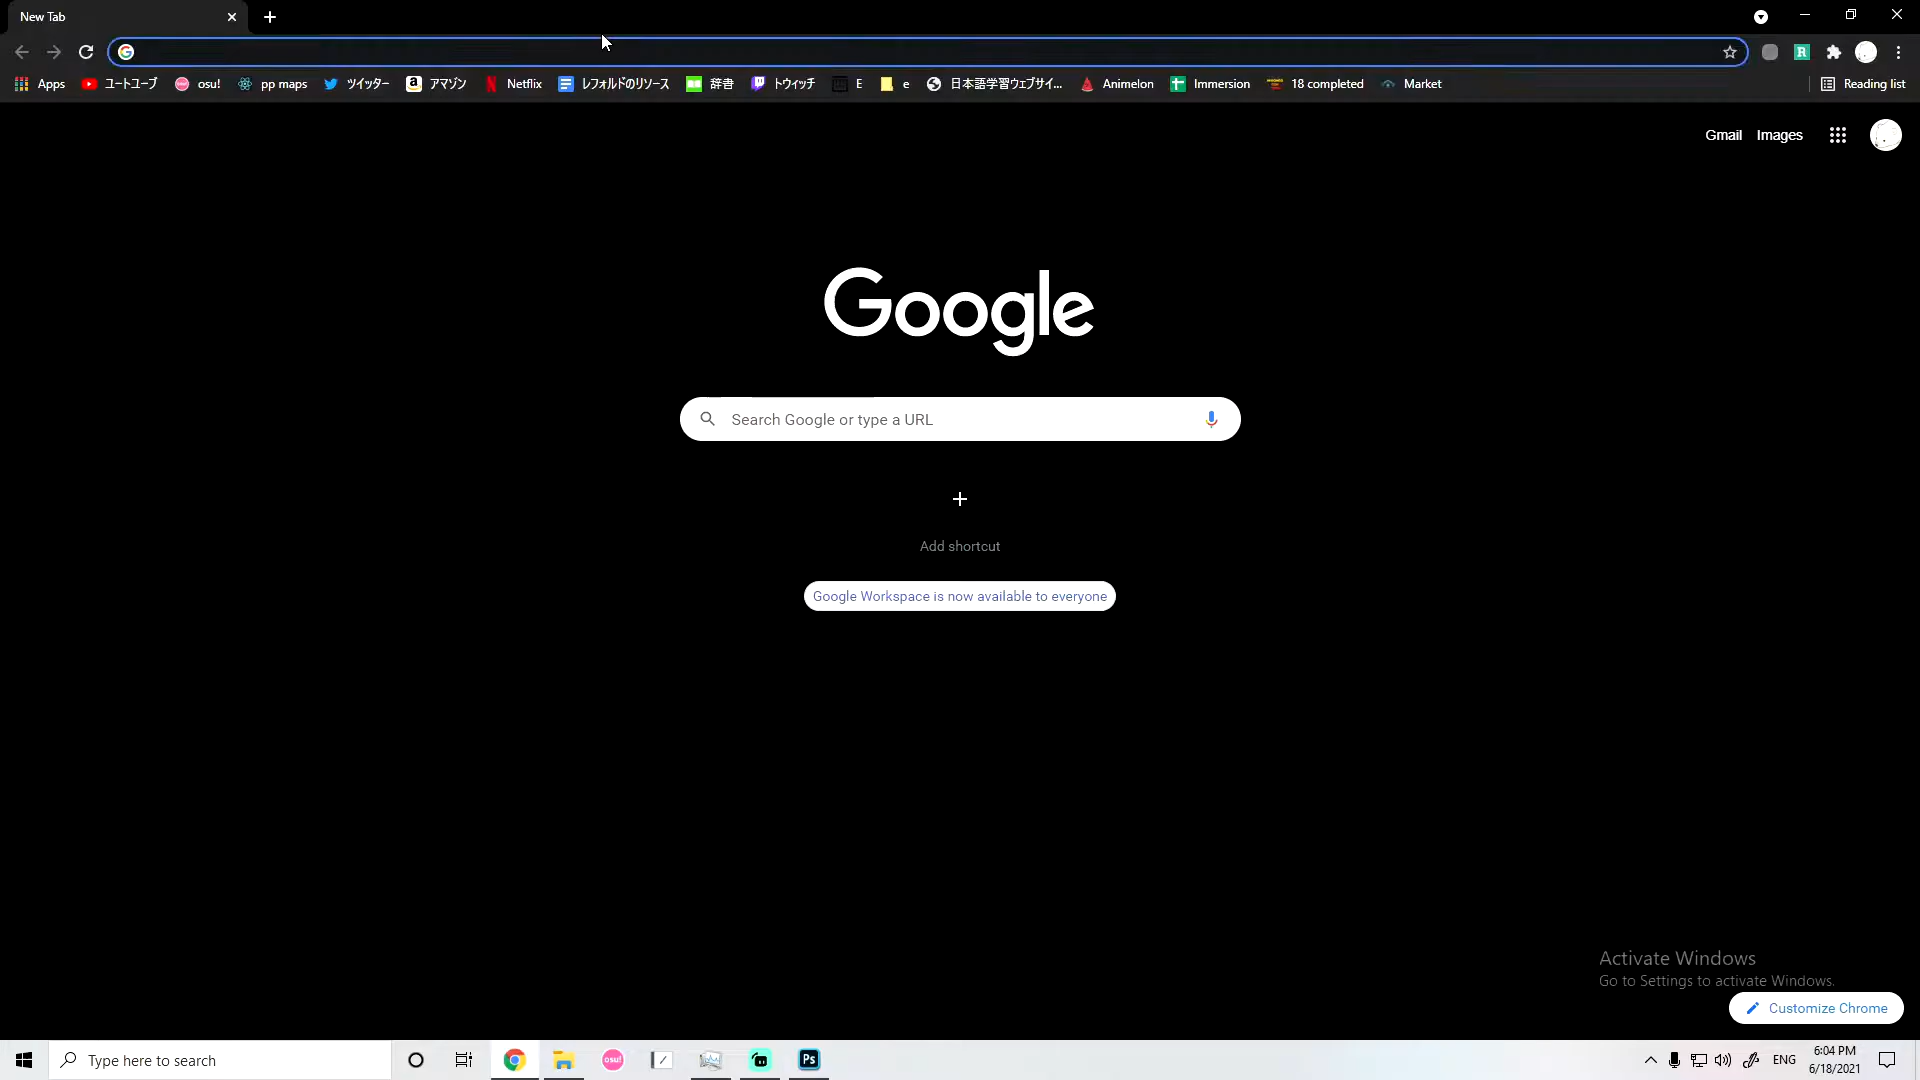 New Tab
Apps ユートユーブ osu! pp maps ツイッター アマゾン Netflix レフォルドのリソース 辞書 トウィッチ E e 日本語学習ウェブサイ... Animelon Immersion 18 completed Market Reading list
Gmail Images
Google
Search Google or type a URL
Add shortcut
Google Workspace is now available to everyone
Activate Windows
Go to Settings to activate Windows.
Customize Chrome
Type here to search
osu!
Ps
ENG
6:04 PM
6/18/2021